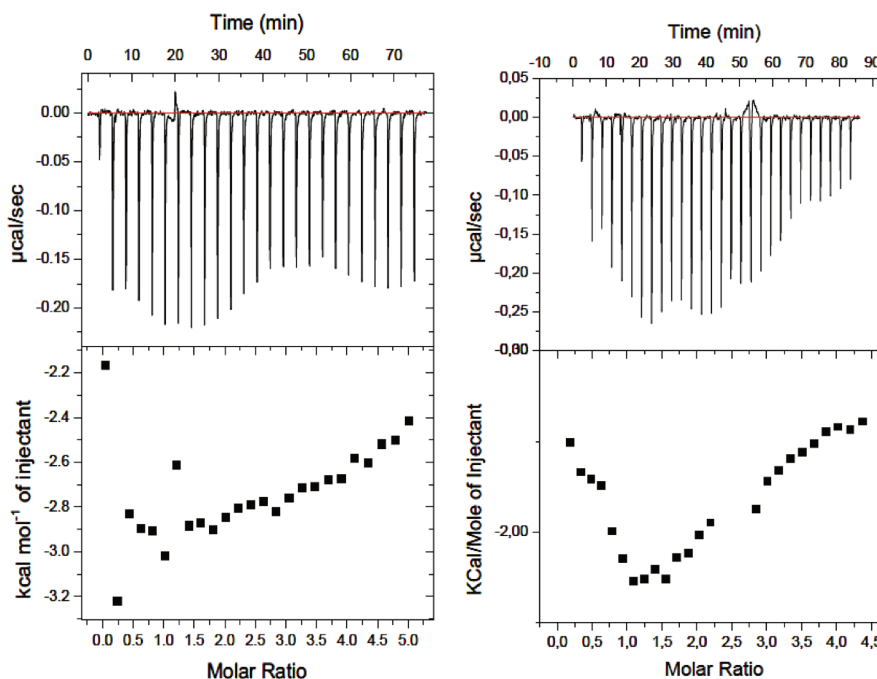 Time (min)
0 10 20 30 40 50 60 70
0.00
-0.05
-0.10
-0.15
-0.20
µcal/sec
-2.2
-2.4
-2.6
-2.8
-3.0
-3.2
kcal mol⁻¹ of injectant
0.0 0.5 1.0 1.5 2.0 2.5 3.0 3.5 4.0 4.5 5.0
Molar Ratio
Time (min)
-10 0 10 20 30 40 50 60 70 80 90
0,05
0,00
-0,05
-0,10
-0,15
-0,20
-0,25
µcal/sec
-2,00
KCal/Mole of Injectant
0,0 0,5 1,0 1,5 2,0 2,5 3,0 3,5 4,0 4,5
Molar Ratio